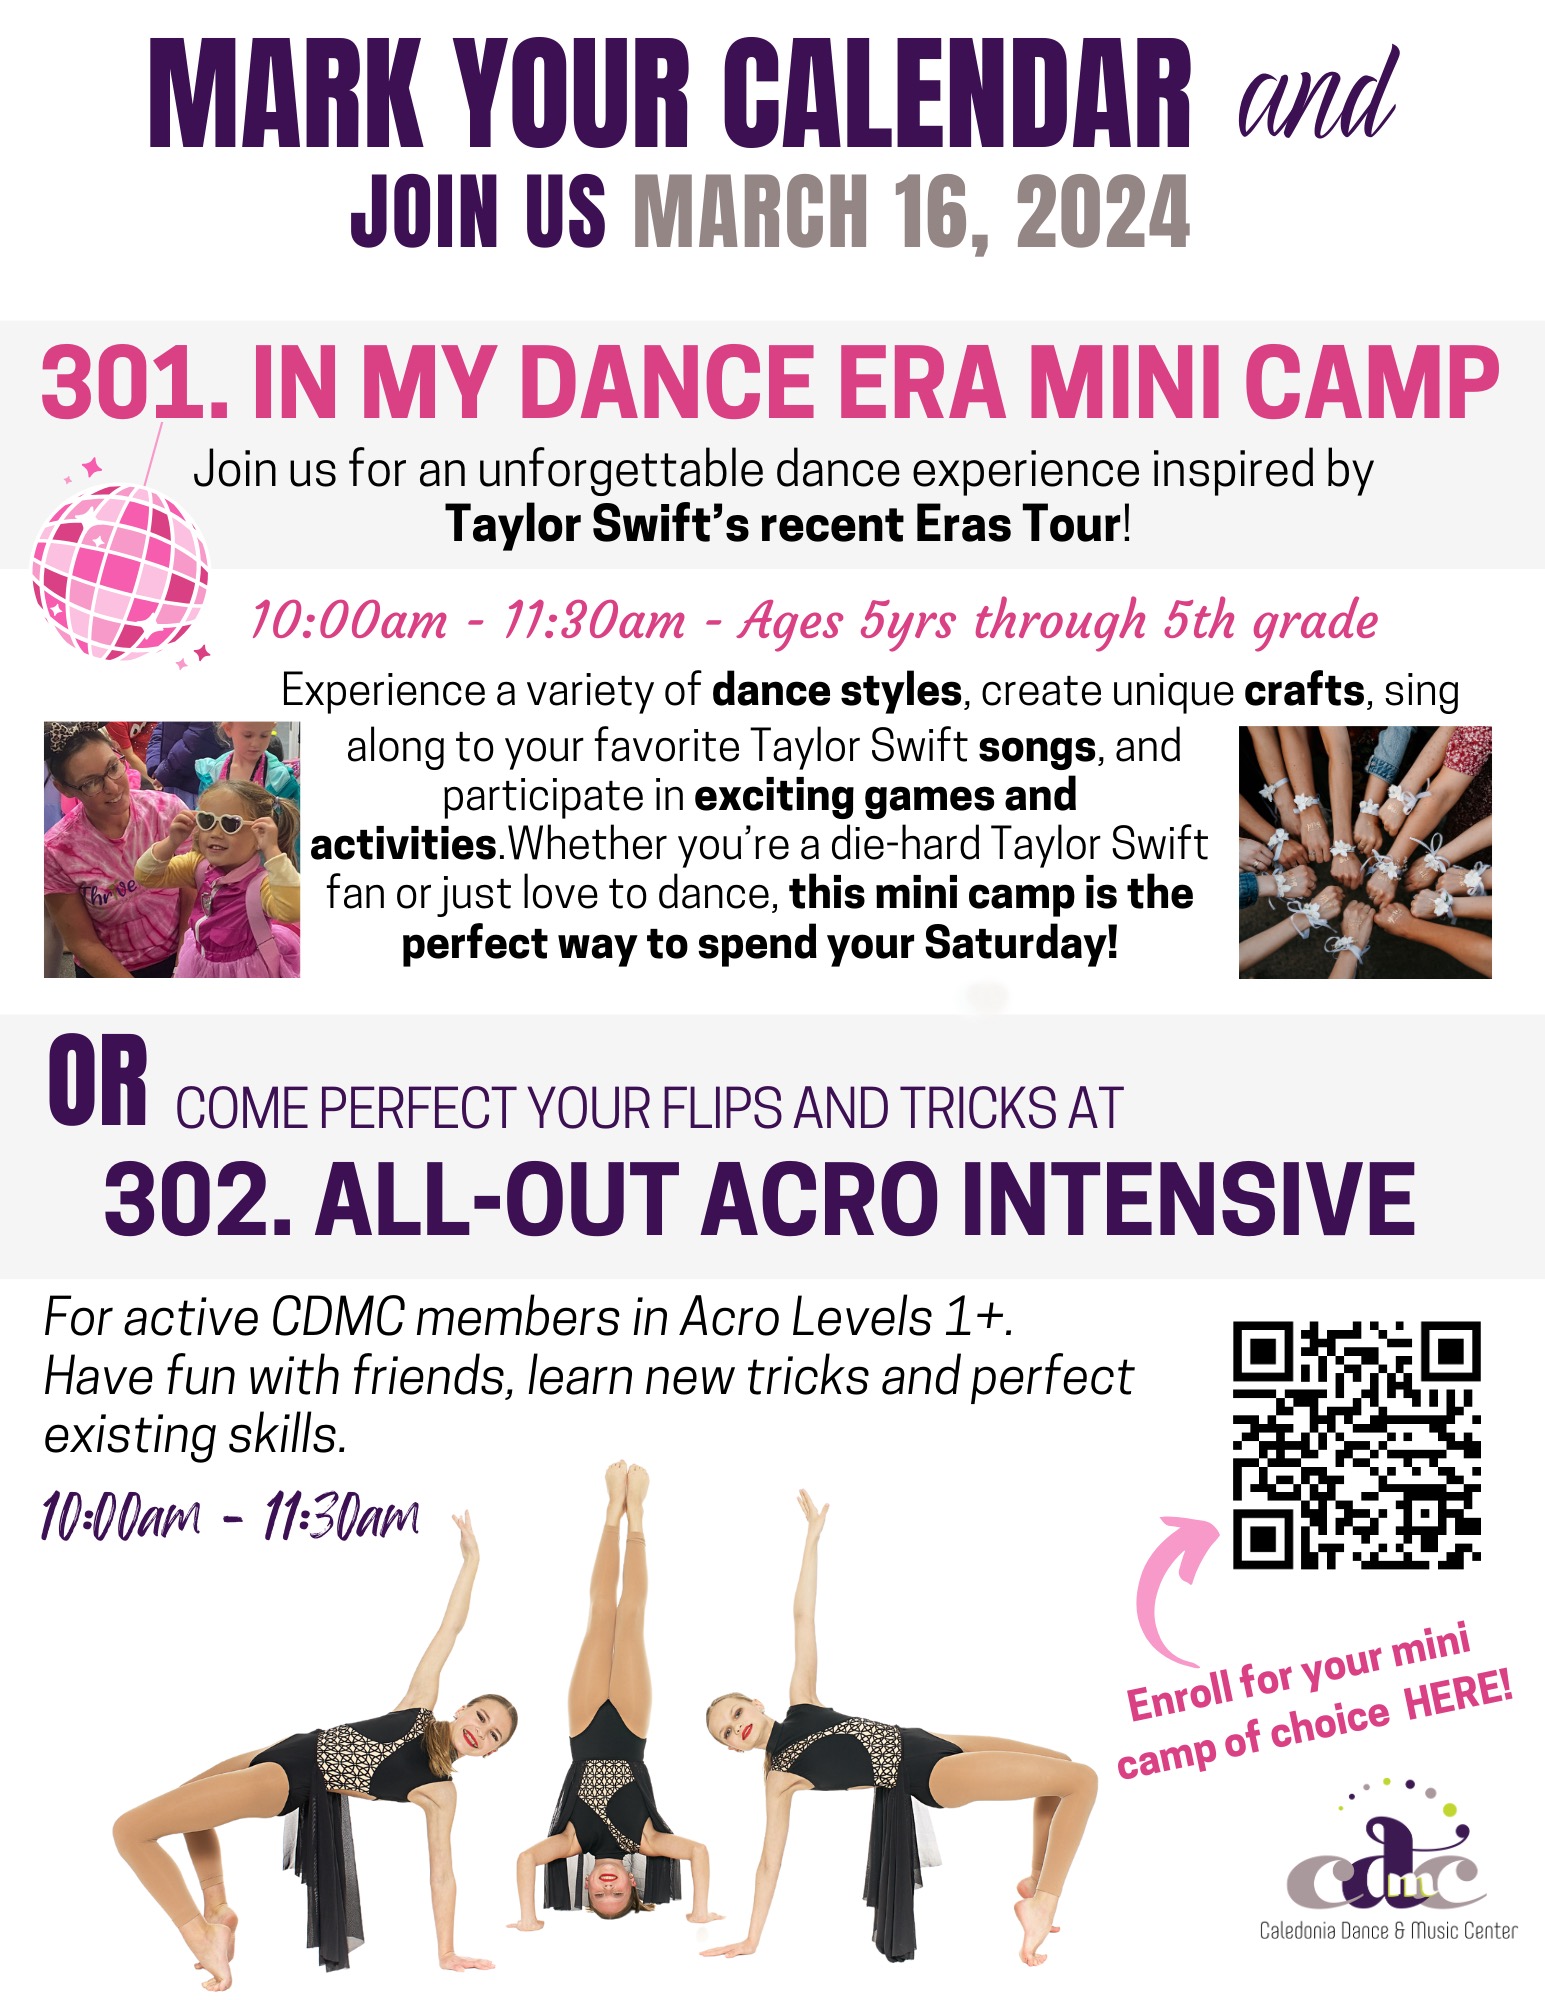 MARK YOUR CALENDAR and
JOIN US MARCH 16, 2024
301. IN MY DANCE ERA MINI CAMP
Join us for an unforgettable dance experience inspired by
Taylor Swift's recent Eras Tour!
10:00am - 11:30am - Ages 5yrs through 5th grade
Experience a variety of dance styles, create unique crafts, sing
along to your favorite Taylor Swift songs, and
participate in exciting games and
activities.Whether you're a die-hard Taylor Swift
fan or just love to dance, this mini camp is the
perfect way to spend your Saturday!
Thrive
OR COME PERFECT YOUR FLIPS AND TRICKS AT
302. ALL-OUT ACRO INTENSIVE
For active CDMC members in Acro Levels 1+.
Have fun with friends, learn new tricks and perfect
existing skills.
10:00am - 11:30am
Enroll for your mini
camp of choice HERE!
cdmc
Caledonia Dance & Music Center